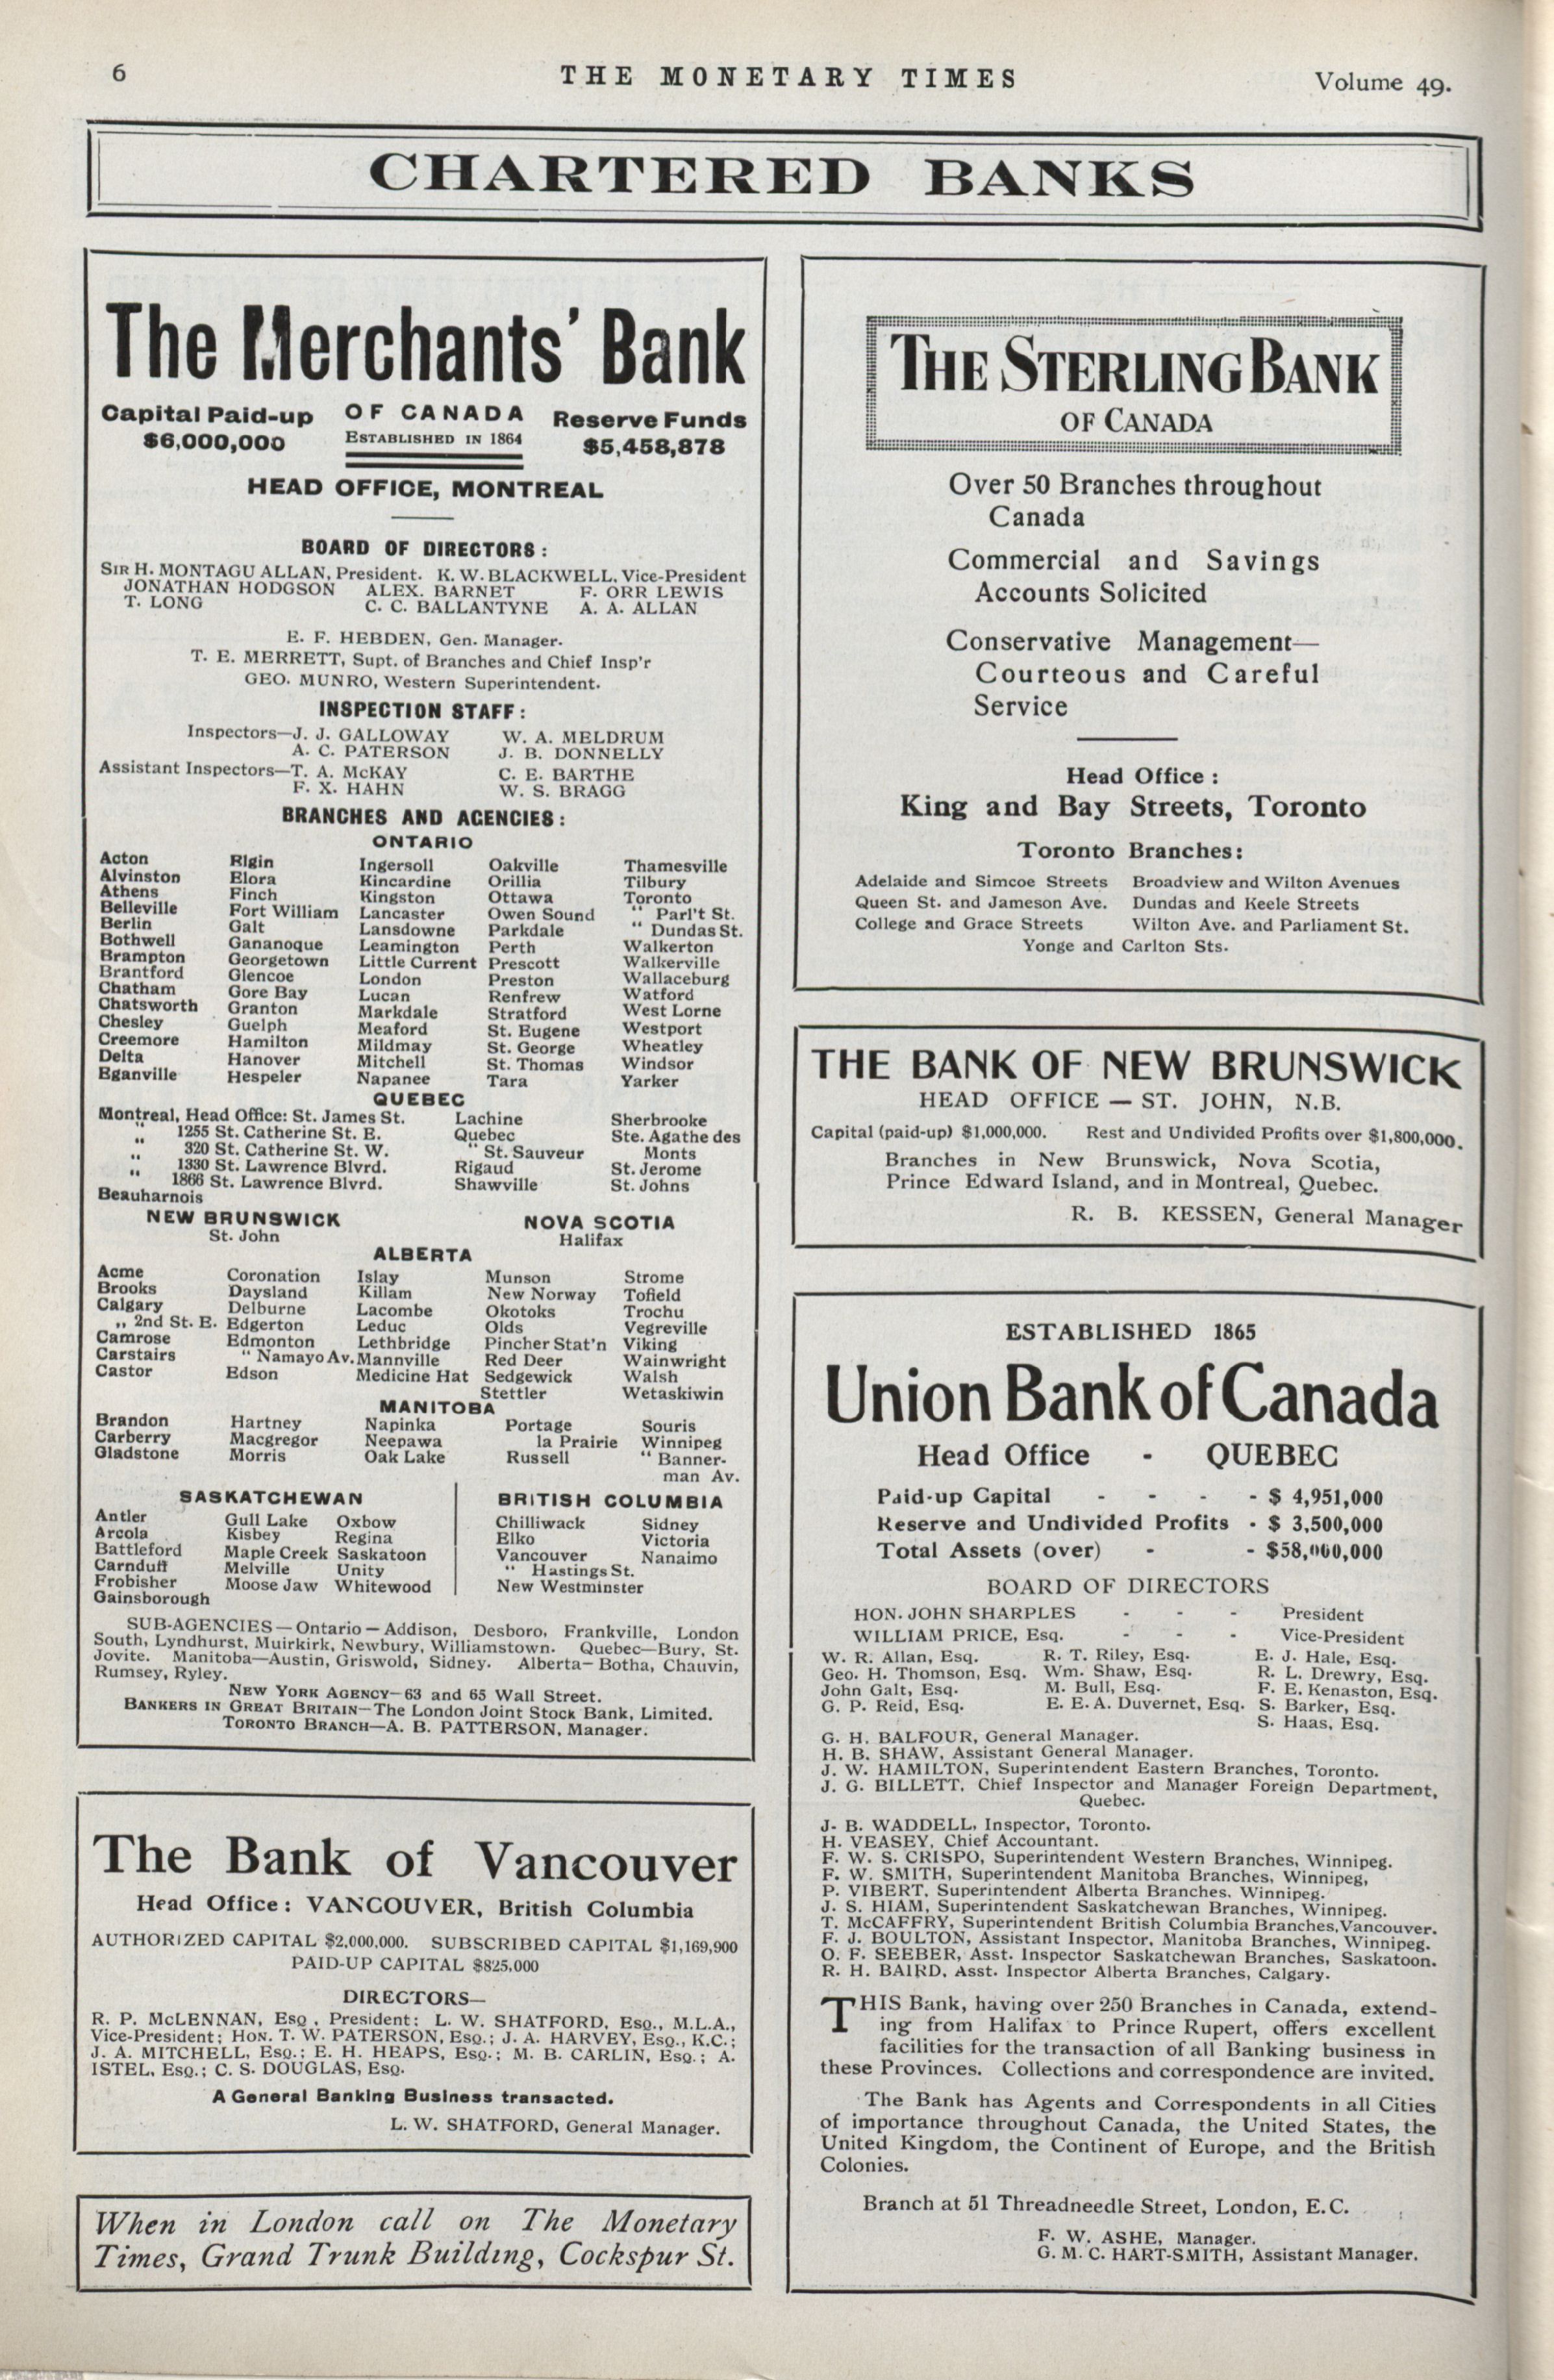 6
THE MONETARY TIMES
Volume 49.
CHARTERED BANKS
The Merchants' Bank
Capital Paid-up OF CANADA Reserve Funds
$6,000,000 ESTABLISHED IN 1864 $5,458,878
HEAD OFFICE, MONTREAL
BOARD OF DIRECTORS:
SIR H. MONTAGU ALLAN, President. K. W. BLACKWELL, Vice-President
JONATHAN HODGSON ALEX. BARNET F. ORR LEWIS
T. LONG C. C. BALLANTYNE A. A. ALLAN
E. F. HEBDEN, Gen. Manager.
T. E. MERRETT, Supt. of Branches and Chief Insp'r
GEO. MUNRO, Western Superintendent.
INSPECTION STAFF:
Inspectors—J. J. GALLOWAY W. A. MELDRUM
A. C. PATERSON J. B. DONNELLY
Assistant Inspectors—T. A. McKAY C. E. BARTHE
F. X. HAHN W. S. BRAGG
BRANCHES AND AGENCIES:
ONTARIO
Acton Elgin Ingersoll Oakville Thamesville
Alvinston Elora Kincardine Orillia Tilbury
Athens Finch Kingston Ottawa Toronto
Belleville Fort William Lancaster Owen Sound " Parl't St.
Berlin Galt Lansdowne Parkdale " Dundas St.
Bothwell Gananoque Leamington Perth Walkerton
Brampton Georgetown Little Current Prescott Walkerville
Brantford Glencoe London Preston Wallaceburg
Chatham Gore Bay Lucan Renfrew Watford
Chatsworth Granton Markdale Stratford West Lorne
Chesley Guelph Meaford St. Eugene Westport
Creemore Hamilton Mildmay St. George Wheatley
Delta Hanover Mitchell St. Thomas Windsor
Eganville Hespeler Napanee Tara Yarker
QUEBEC
Montreal, Head Office: St. James St. Lachine Sherbrooke
" 1255 St. Catherine St. E. Quebec Ste. Agathe des
" 320 St. Catherine St. W. " St. Sauveur Monts
" 1330 St. Lawrence Blvrd. Rigaud St. Jerome
" 1866 St. Lawrence Blvrd. Shawville St. Johns
Beauharnois
NEW BRUNSWICK NOVA SCOTIA
St. John Halifax
ALBERTA
Acme Coronation Islay Munson Strome
Brooks Daysland Killam New Norway Tofield
Calgary Delburne Lacombe Okotoks Trochu
„ 2nd St. E. Edgerton Leduc Olds Vegreville
Camrose Edmonton Lethbridge Pincher Stat'n Viking
Carstairs " Namayo Av. Mannville Red Deer Wainwright
Castor Edson Medicine Hat Sedgewick Walsh
Stettler Wetaskiwin
MANITOBA
Brandon Hartney Napinka Portage Souris
Carberry Macgregor Neepawa la Prairie Winnipeg
Gladstone Morris Oak Lake Russell " Banner-
man Av.
SASKATCHEWAN
Antler Gull Lake Oxbow
Arcola Kisbey Regina
Battleford Maple Creek Saskatoon
Carnduff Melville Unity
Frobisher Moose Jaw Whitewood
Gainsborough
BRITISH COLUMBIA
Chilliwack Sidney
Elko Victoria
Vancouver Nanaimo
" Hastings St.
New Westminster
SUB-AGENCIES—Ontario—Addison, Desboro, Frankville, London
South, Lyndhurst, Muirkirk, Newbury, Williamstown. Quebec—Bury, St.
Jovite. Manitoba—Austin, Griswold, Sidney. Alberta—Botha, Chauvin,
Rumsey, Ryley.
NEW YORK AGENCY—63 and 65 Wall Street.
BANKERS IN GREAT BRITAIN—The London Joint Stock Bank, Limited.
TORONTO BRANCH—A. B. PATTERSON, Manager.
The Bank of Vancouver
Head Office: VANCOUVER, British Columbia
AUTHORIZED CAPITAL $2,000,000. SUBSCRIBED CAPITAL $1,169,900
PAID-UP CAPITAL $825,000
DIRECTORS—
R. P. McLENNAN, Esq., President; L. W. SHATFORD, Esq., M.L.A.,
Vice-President; Hon. T. W. PATERSON, Esq.; J. A. HARVEY, Esq., K.C.;
J. A. MITCHELL, Esq.; E. H. HEAPS, Esq.; M. B. CARLIN, Esq.; A.
ISTEL, Esq.; C. S. DOUGLAS, Esq.
A General Banking Business transacted.
L. W. SHATFORD, General Manager.
When in London call on The Monetary
Times, Grand Trunk Building, Cockspur St.
THE STERLING BANK
OF CANADA
Over 50 Branches throughout
Canada
Commercial and Savings
Accounts Solicited
Conservative Management—
Courteous and Careful
Service
Head Office:
King and Bay Streets, Toronto
Toronto Branches:
Adelaide and Simcoe Streets Broadview and Wilton Avenues
Queen St. and Jameson Ave. Dundas and Keele Streets
College and Grace Streets Wilton Ave. and Parliament St.
Yonge and Carlton Sts.
THE BANK OF NEW BRUNSWICK
HEAD OFFICE — ST. JOHN, N.B.
Capital (paid-up) $1,000,000. Rest and Undivided Profits over $1,800,000.
Branches in New Brunswick, Nova Scotia,
Prince Edward Island, and in Montreal, Quebec.
R. B. KESSEN, General Manager
ESTABLISHED 1865
Union Bank of Canada
Head Office - QUEBEC
Paid-up Capital - - - - $ 4,951,000
Reserve and Undivided Profits - $ 3,500,000
Total Assets (over) - - $58,000,000
BOARD OF DIRECTORS
HON. JOHN SHARPLES - - - President
WILLIAM PRICE, Esq. - - - Vice-President
W. R. Allan, Esq. R. T. Riley, Esq. E. J. Hale, Esq.
Geo. H. Thomson, Esq. Wm. Shaw, Esq. R. L. Drewry, Esq.
John Galt, Esq. M. Bull, Esq. F. E. Kenaston, Esq.
G. P. Reid, Esq. E. E. A. Duvernet, Esq. S. Barker, Esq.
S. Haas, Esq.
G. H. BALFOUR, General Manager.
H. B. SHAW, Assistant General Manager.
J. W. HAMILTON, Superintendent Eastern Branches, Toronto.
J. G. BILLETT, Chief Inspector and Manager Foreign Department,
Quebec.
J. B. WADDELL, Inspector, Toronto.
H. VEASEY, Chief Accountant.
F. W. S. CRISPO, Superintendent Western Branches, Winnipeg.
F. W. SMITH, Superintendent Manitoba Branches, Winnipeg,
P. VIBERT, Superintendent Alberta Branches, Winnipeg.
J. S. HIAM, Superintendent Saskatchewan Branches, Winnipeg.
T. McCAFFRY, Superintendent British Columbia Branches, Vancouver.
F. J. BOULTON, Assistant Inspector, Manitoba Branches, Winnipeg.
O. F. SEEBER, Asst. Inspector Saskatchewan Branches, Saskatoon.
R. H. BAIRD, Asst. Inspector Alberta Branches, Calgary.
THIS Bank, having over 250 Branches in Canada, extend-
ing from Halifax to Prince Rupert, offers excellent
facilities for the transaction of all Banking business in
these Provinces. Collections and correspondence are invited.
The Bank has Agents and Correspondents in all Cities
of importance throughout Canada, the United States, the
United Kingdom, the Continent of Europe, and the British
Colonies.
Branch at 51 Threadneedle Street, London, E.C.
F. W. ASHE, Manager.
G. M. C. HART-SMITH, Assistant Manager.